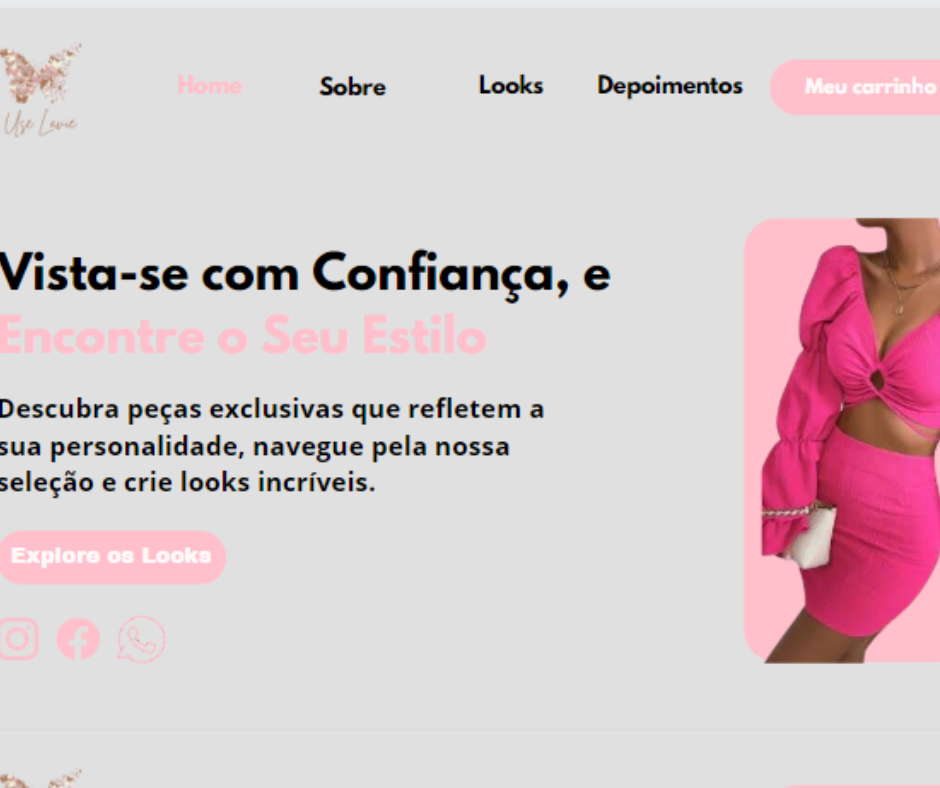 Use Lavie
Home
Sobre
Looks
Depoimentos
Meu carrinho
Vista-se com Confiança, e
Encontre o Seu Estilo
Descubra peças exclusivas que refletem a
sua personalidade, navegue pela nossa
seleção e crie looks incríveis.
Explore os Looks